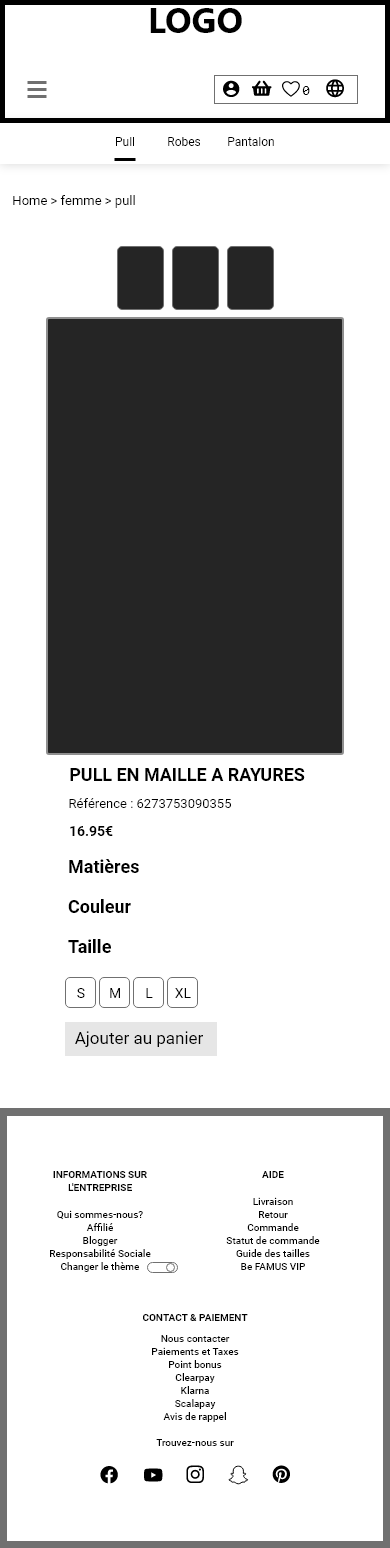 LOGO
0
Pull Robes Pantalon
Home > femme > pull
PULL EN MAILLE A RAYURES
Référence : 6273753090355
16.95€
Matières
Couleur
Taille
S M L XL
Ajouter au panier
INFORMATIONS SUR
L'ENTREPRISE
Qui sommes-nous?
Affilié
Blogger
Responsabilité Sociale
Changer le thème
AIDE
Livraison
Retour
Commande
Statut de commande
Guide des tailles
Be FAMUS VIP
CONTACT & PAIEMENT
Nous contacter
Paiements et Taxes
Point bonus
Clearpay
Klarna
Scalapay
Avis de rappel
Trouvez-nous sur